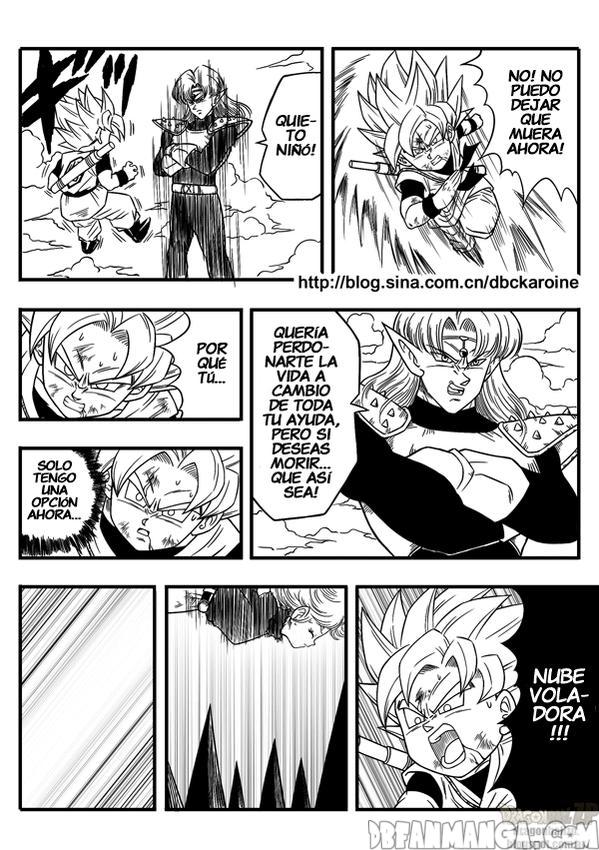 NO! NO
PUEDO
DEJAR
QUE
MUERA
AHORA!
QUIE-
TO
NIÑÓ!
http://blog.sina.com.cn/dbckaroine
POR
QUÉ
TÚ...
QUERÍA
PERDO-
NARTE LA
VIDA A
CAMBIO
DE TODA
TU AYUDA,
PERO SI
DESEAS
MORIR...
QUE ASÍ
SEA!
SOLO
TENGO
UNA
OPCIÓN
AHORA...
NUBE
VOLA-
DORA
!!!
DBFANMANGA.COM